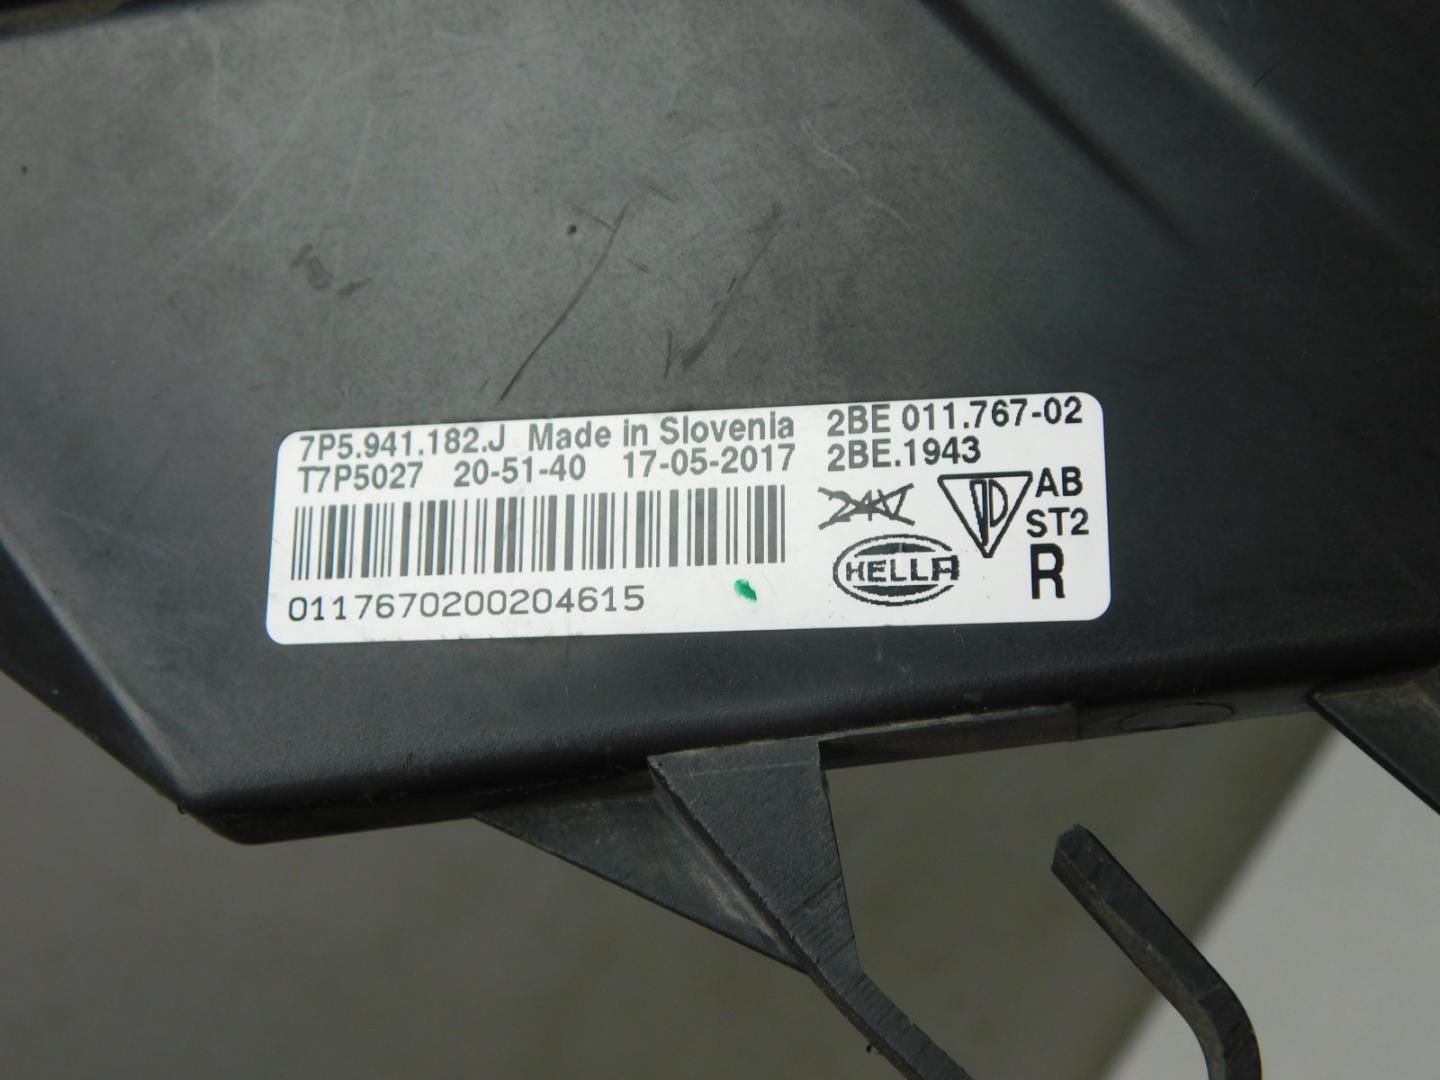 7P5.941.182.J Made in Slovenia 2BE 011.767-02
T7P5027 20-51-40 17-05-2017 2BE.1943
24V
AB
ST2
HELLA
R
0117670200204615